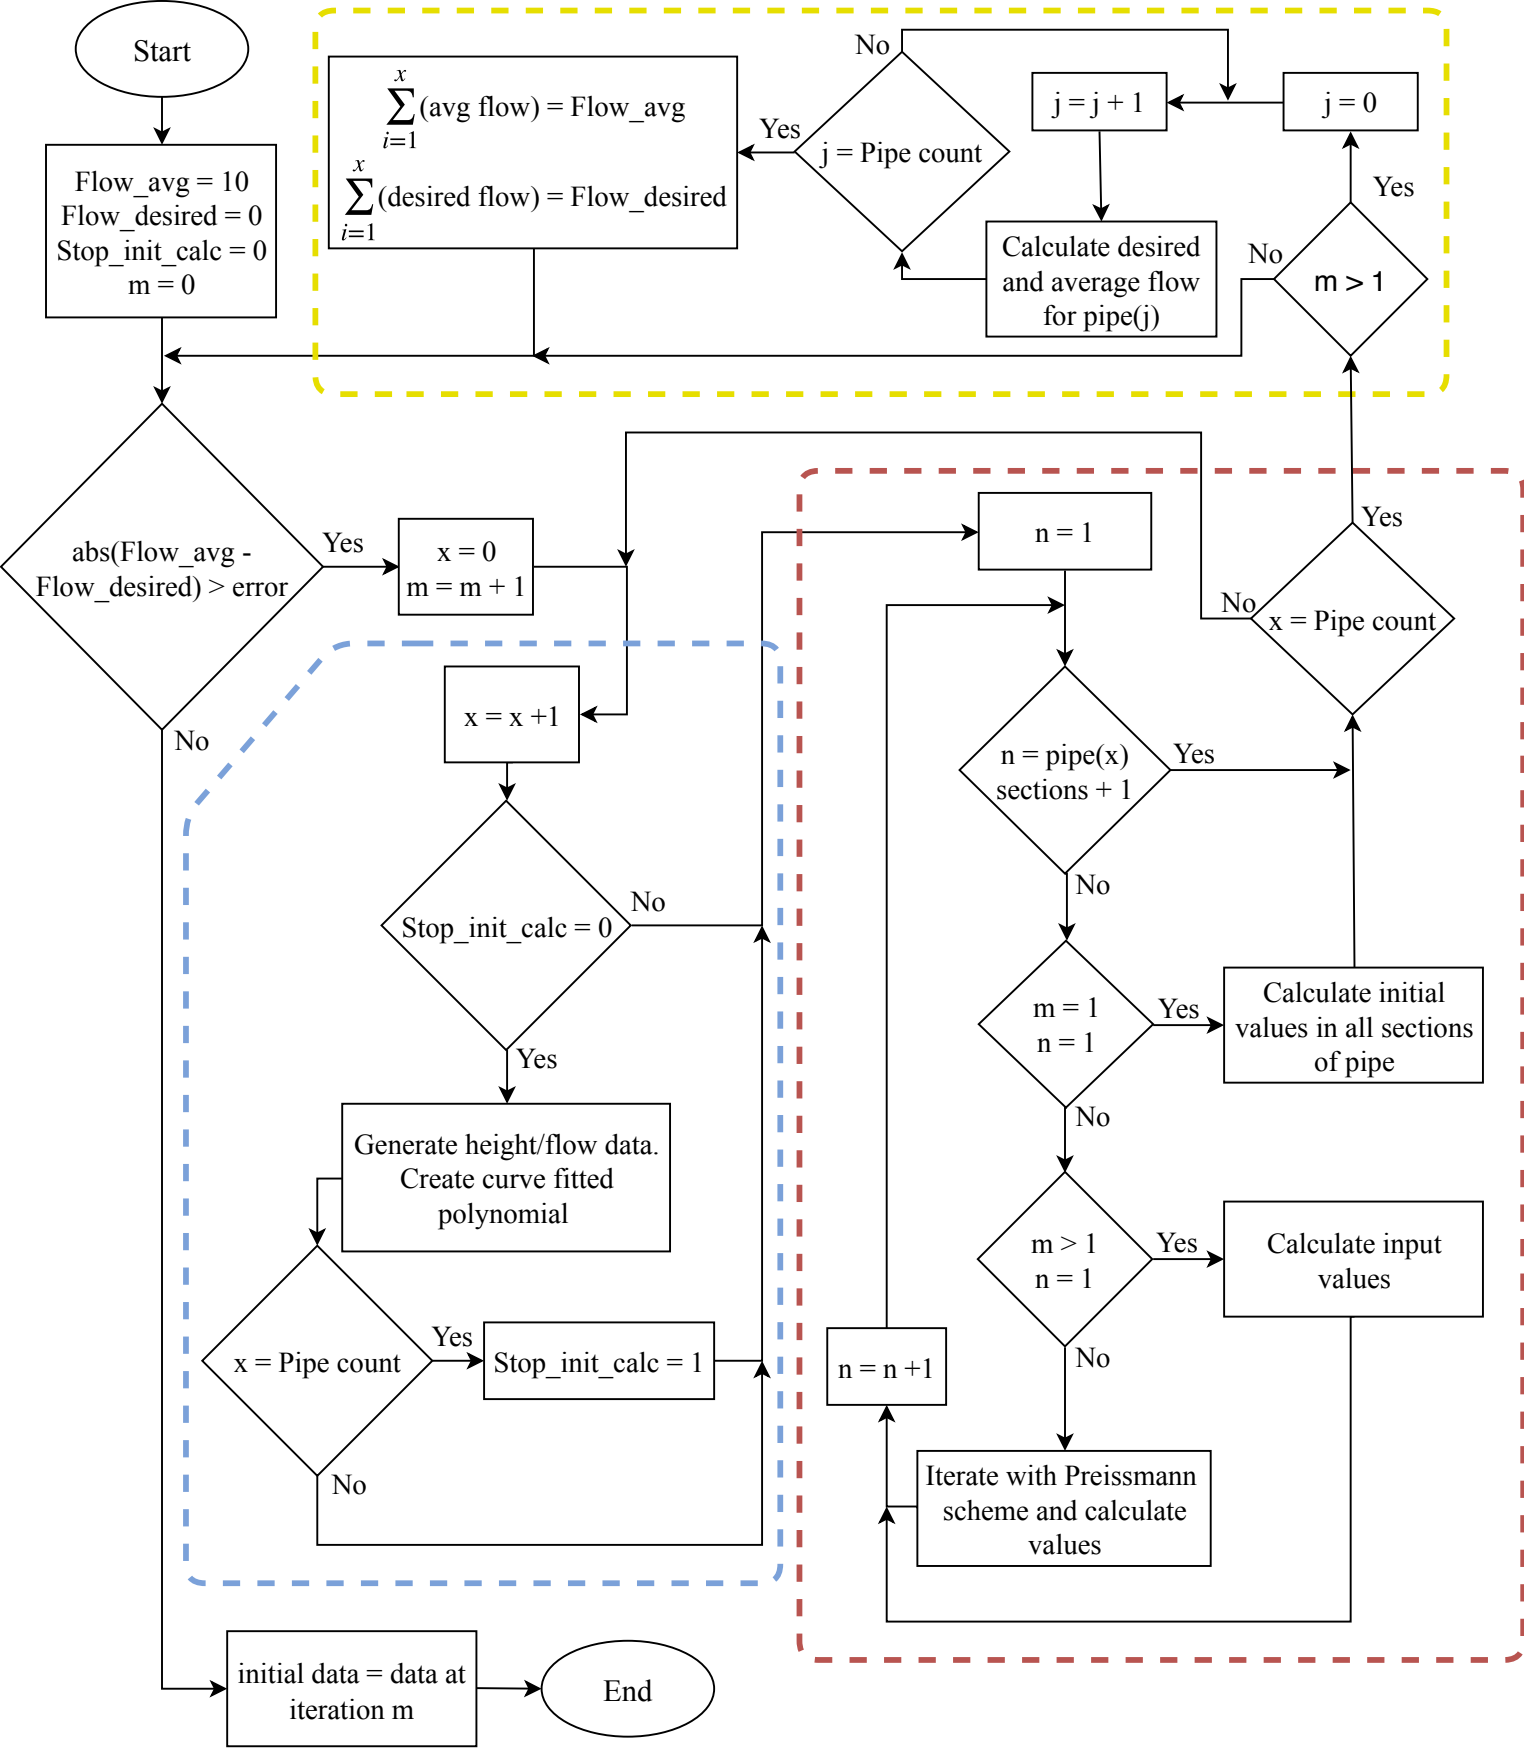 Start
Flow_avg = 10
Flow_desired = 0
Stop_init_calc = 0
m = 0
x
∑(avg flow) = Flow_avg
i=1
x
∑(desired flow) = Flow_desired
i=1
Yes
No
j = Pipe count
j = j + 1
j = 0
Calculate desired
and average flow
for pipe(j)
Yes
No
m > 1
abs(Flow_avg -
Flow_desired) > error
Yes
No
x = 0
m = m + 1
x = x +1
Stop_init_calc = 0
No
Yes
Generate height/flow data.
Create curve fitted
polynomial
x = Pipe count
Yes
No
Stop_init_calc = 1
n = 1
n = pipe(x)
sections + 1
Yes
No
x = Pipe count
Yes
No
m = 1
n = 1
Yes
No
Calculate initial
values in all sections
of pipe
m > 1
n = 1
Yes
No
Calculate input
values
n = n +1
Iterate with Preissmann
scheme and calculate
values
initial data = data at
iteration m
End